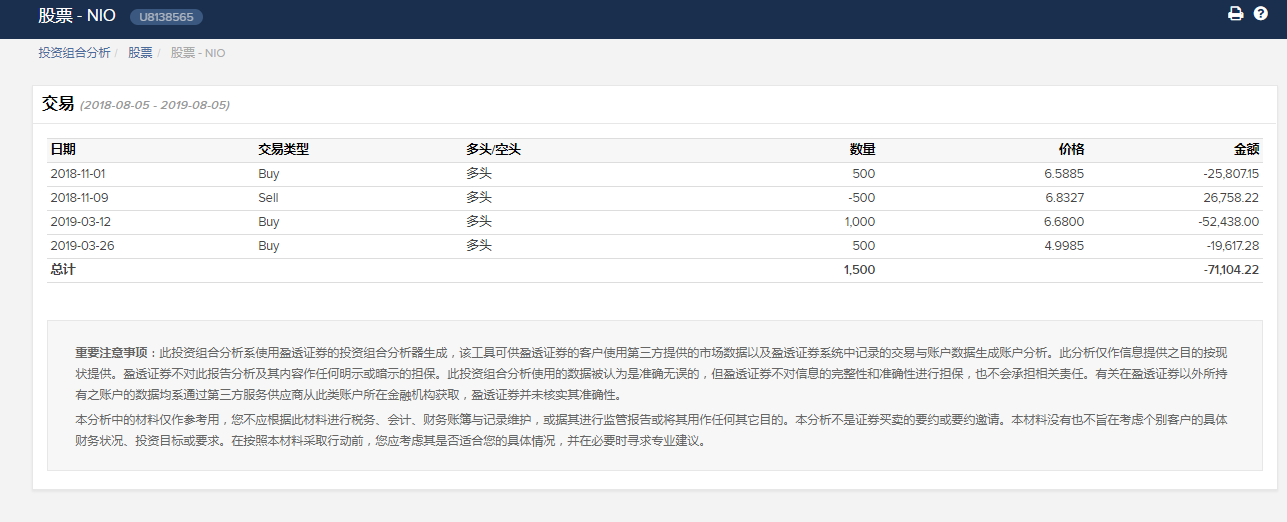 股票 - NIO U8138565
投资组合分析 / 股票 / 股票 - NIO
交易 (2018-08-05 - 2019-08-05)
日期 交易类型 多头/空头 数量 价格 金额
2018-11-01 Buy 多头 500 6.5885 -25,807.15
2018-11-09 Sell 多头 -500 6.8327 26,758.22
2019-03-12 Buy 多头 1,000 6.6800 -52,438.00
2019-03-26 Buy 多头 500 4.9985 -19,617.28
总计 1,500 -71,104.22
重要注意事项：此投资组合分析系使用盈透证券的投资组合分析器生成，该工具可供盈透证券的客户使用第三方提供的市场数据以及盈透证券系统中记录的交易与账户数据生成账户分析。此分析仅作信息提供之目的按现
状提供。盈透证券不对此报告分析及其内容作任何明示或暗示的担保。此投资组合分析使用的数据被认为是准确无误的，但盈透证券不对信息的完整性和准确性进行担保，也不会承担相关责任。有关在盈透证券以外所持
有之账户的数据均系通过第三方服务供应商从此类账户所在金融机构获取，盈透证券并未核实其准确性。
本分析中的材料仅作参考用，您不应根据此材料进行税务、会计、财务账簿与记录维护，或据其进行监管报告或将其用作任何其它目的。本分析不是证券买卖的要约或要约邀请。本材料没有也不旨在考虑个别客户的具体
财务状况、投资目标或要求。在按照本材料采取行动前，您应考虑其是否适合您的具体情况，并在必要时寻求专业建议。